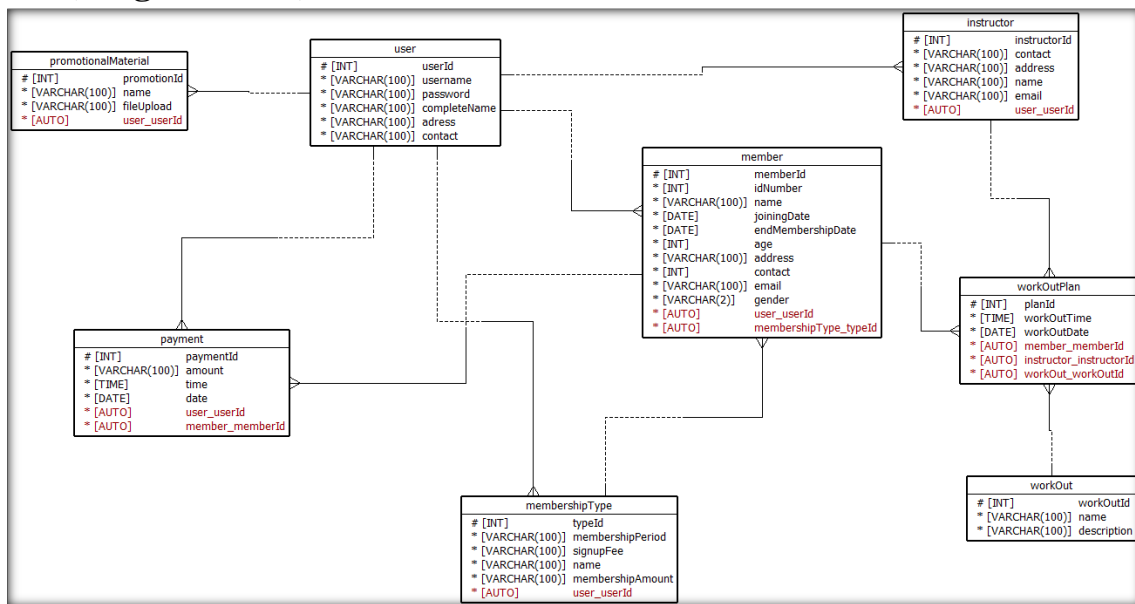 promotionalMaterial
# [INT] promotionId
* [VARCHAR(100)] name
* [VARCHAR(100)] fileUpload
* [AUTO] user_userId
user
# [INT] userId
* [VARCHAR(100)] username
* [VARCHAR(100)] password
* [VARCHAR(100)] completeName
* [VARCHAR(100)] adress
* [VARCHAR(100)] contact
instructor
# [INT] instructorId
* [VARCHAR(100)] contact
* [VARCHAR(100)] address
* [VARCHAR(100)] name
* [VARCHAR(100)] email
* [AUTO] user_userId
member
# [INT] memberId
* [INT] idNumber
* [VARCHAR(100)] name
* [DATE] joiningDate
* [DATE] endMembershipDate
* [INT] age
* [VARCHAR(100)] address
* [INT] contact
* [VARCHAR(100)] email
* [VARCHAR(2)] gender
* [AUTO] user_userId
* [AUTO] membershipType_typeId
workOutPlan
# [INT] planId
* [TIME] workOutTime
* [DATE] workOutDate
* [AUTO] member_memberId
* [AUTO] instructor_instructorId
* [AUTO] workOut_workOutId
payment
# [INT] paymentId
* [VARCHAR(100)] amount
* [TIME] time
* [DATE] date
* [AUTO] user_userId
* [AUTO] member_memberId
workOut
# [INT] workOutId
* [VARCHAR(100)] name
* [VARCHAR(100)] description
membershipType
# [INT] typeId
* [VARCHAR(100)] membershipPeriod
* [VARCHAR(100)] signupFee
* [VARCHAR(100)] name
* [VARCHAR(100)] membershipAmount
* [AUTO] user_userId